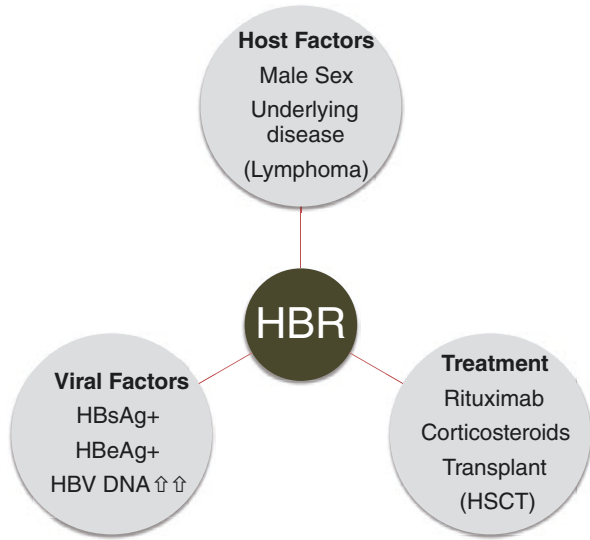 Host Factors
Male Sex
Underlying
disease
(Lymphoma)
HBR
Viral Factors
HBsAg+
HBeAg+
HBV DNA⇧⇧
Treatment
Rituximab
Corticosteroids
Transplant
(HSCT)